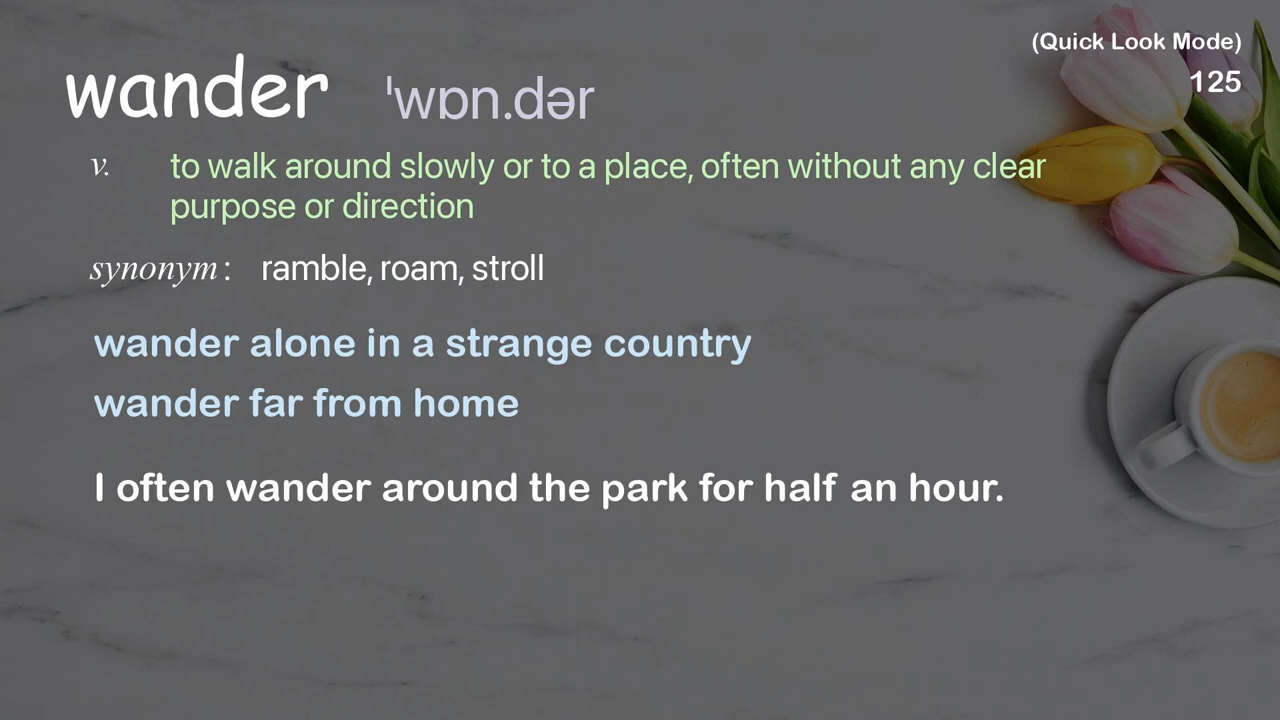 (Quick Look Mode)
125
wander ˈwɒn.dər
v. to walk around slowly or to a place, often without any clear
purpose or direction
synonym: ramble, roam, stroll
wander alone in a strange country
wander far from home
I often wander around the park for half an hour.